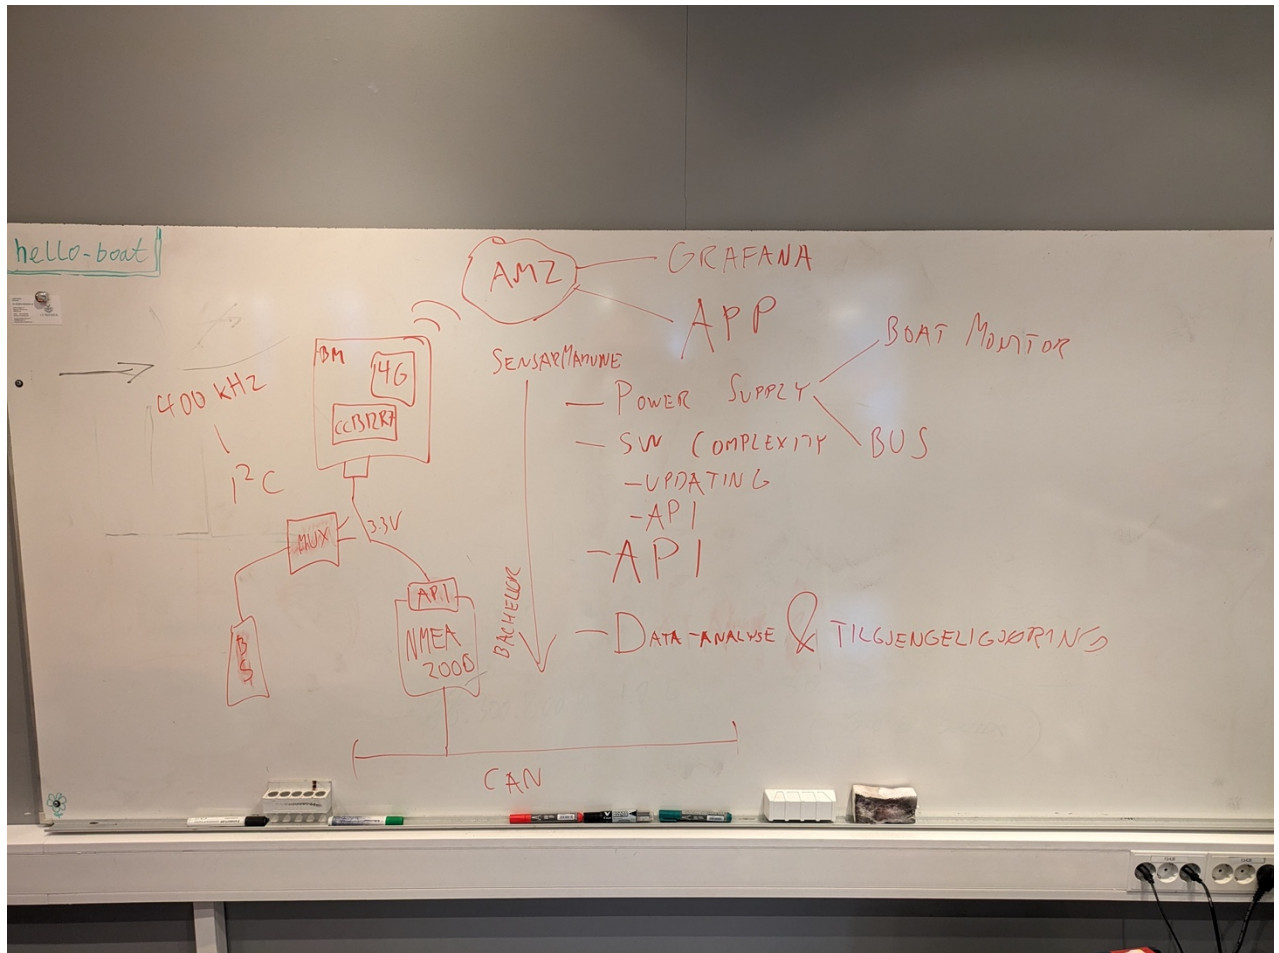 hello-boat
AMZ
GRAFANA
APP
BM
4G
CC1312R7
400 kHz
I²C
MUX
3.3V
API
NMEA
2000
CAN
SENSARMARINE
BACHELOR
- POWER SUPPLY
BOAT MONITOR
BUS
- SW COMPLEXITY
- UPDATING
- API
- API
- DATA-ANALYSE & TILGJENGELIGGJØRING